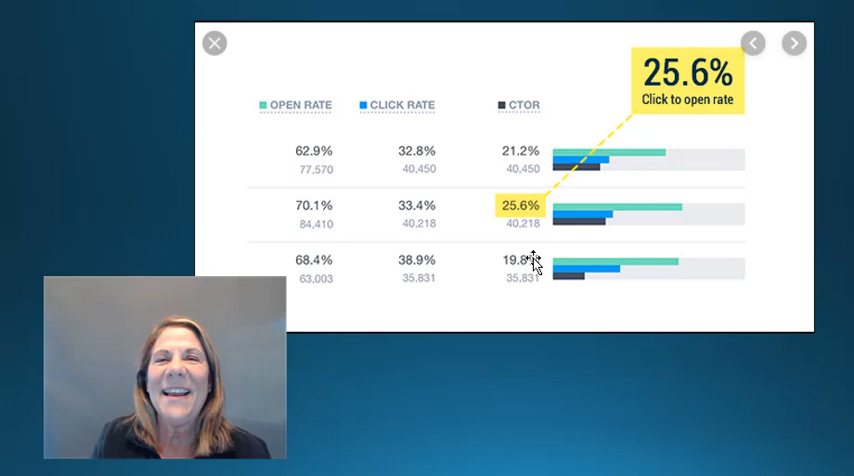 25.6%
Click to open rate
OPEN RATE CLICK RATE CTOR
62.9% 32.8% 21.2%
77,570 40,450 40,450
70.1% 33.4% 25.6%
84,410 40,218 40,218
68.4% 38.9%
63,003 35,831 35,831